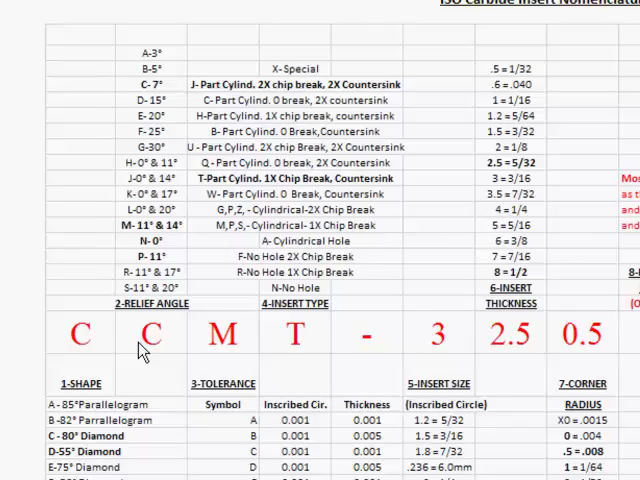 ISO Carbide Insert Nomenclatu
A-3°
B-5° X- Special .5 = 1/32
C- 7° J- Part Cylind. 2X chip break, 2X Countersink .6 = .040
D- 15° C- Part Cylind. 0 break, 2X countersink 1 = 1/16
E- 20° H-Part Cylind. 1X chip break, countersink 1.2 = 5/64
F- 25° B- Part Cylind. 0 Break,Countersink 1.5 = 3/32
G-30° U - Part Cylind. 2X chip break, 2X Countersink 2 = 1/8
H- 0° & 11° Q - Part Cylind. 0 break, 2X Countersink 2.5 = 5/32
J-0° & 14° T-Part Cylind. 1X Chip Break, Countersink 3 = 3/16 Mos
K- 0° & 17° W- Part Cylind. 0 Break, Countersink 3.5 = 7/32 as th
L-0° & 20° G,P,Z, - Cylindrical-2X Chip Break 4 = 1/4 and
M- 11° & 14° M,P,S,- Cylindrical- 1X Chip Break 5 = 5/16 and
N- 0° A- Cylindrical Hole 6 = 3/8
P- 11° F-No Hole 2X Chip Break 7 = 7/16
R- 11° & 17° R-No Hole 1X Chip Break 8 = 1/2 8-
S-11° & 20° N-No Hole 6-INSERT
2-RELIEF ANGLE 4-INSERT TYPE THICKNESS (O
C C M T - 3 2.5 0.5
1-SHAPE 3-TOLERANCE 5-INSERT SIZE 7-CORNER
A - 85°Parallelogram Symbol Inscribed Cir. Thickness (Inscribed Circle) RADIUS
B -82° Parrallelogram A 0.001 0.001 1.2 = 5/32 X0 = .0015
C - 80° Diamond B 0.001 0.005 1.5 = 3/16 0 = .004
D-55° Diamond C 0.001 0.001 1.8 = 7/32 .5 = .008
E-75° Diamond D 0.001 0.005 .236 = 6.0mm 1 = 1/64